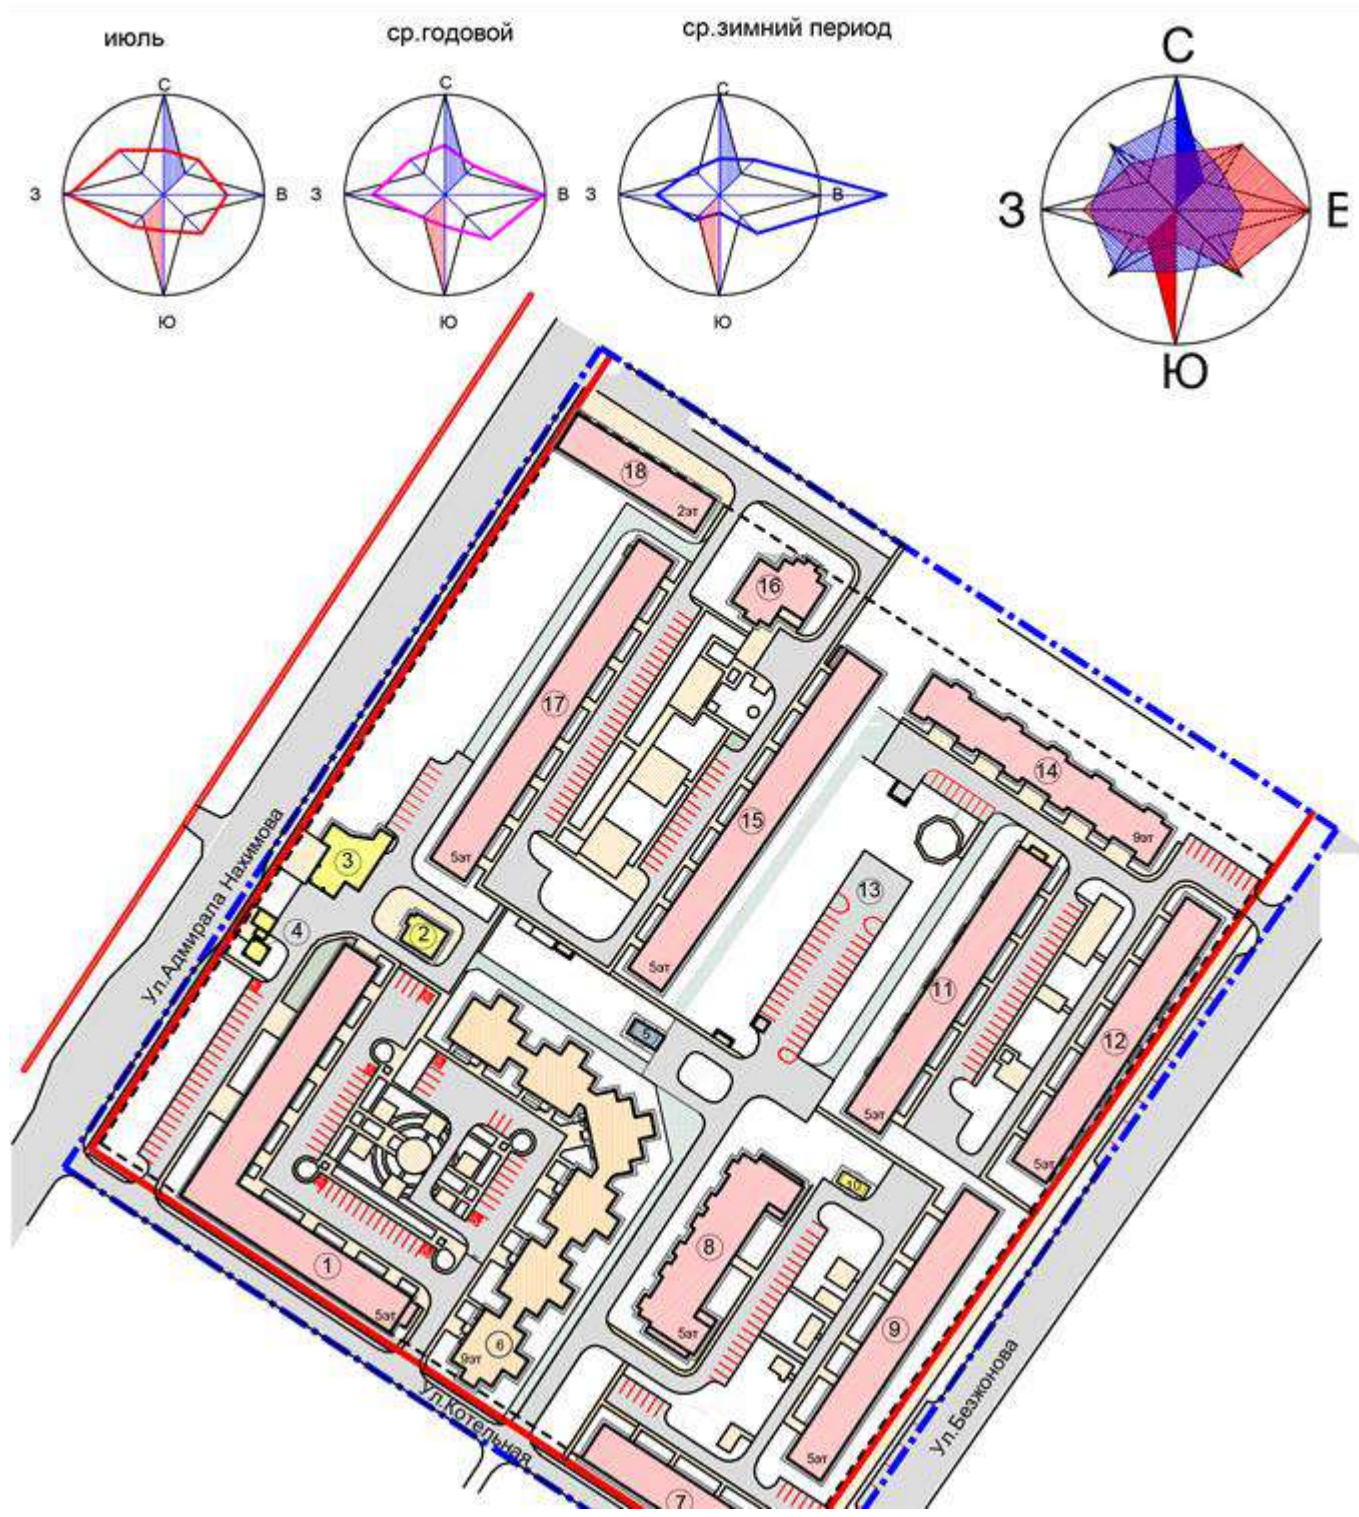 июль
ср.годовой
ср.зимний период
С
С
С
С
З
В
З
В
З
В
З
Е
Ю
Ю
Ю
Ю
18
2эт
16
17
5эт
15
5эт
14
9эт
13
3
2
4
Ул.Адмирала Нахимова
5
11
5эт
12
5эт
1
5эт
6
9эт
8
5эт
9
5эт
Ул.Безжонова
Ул.Котельная
7